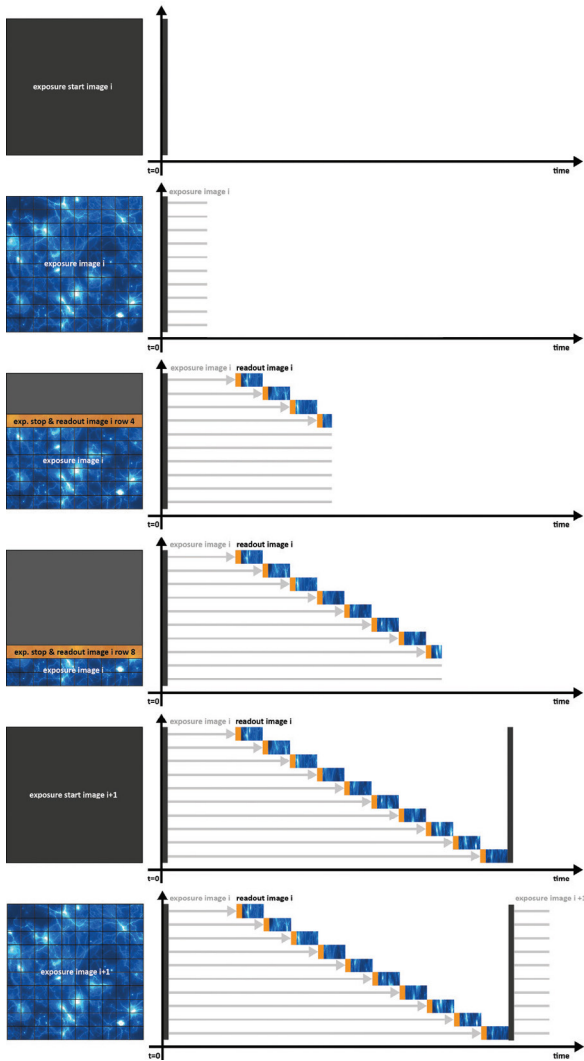 exposure start image i
t=0
time
exposure image i
exposure image i
t=0
time
exposure image i readout image i
exp. stop & readout image i row 4
exposure image i
t=0
time
exposure image i readout image i
exp. stop & readout image i row 8
exposure image i
t=0
time
exposure image i readout image i
exposure start image i+1
t=0
time
exposure image i readout image i
exposure image i+1
exposure image i+1
t=0
time